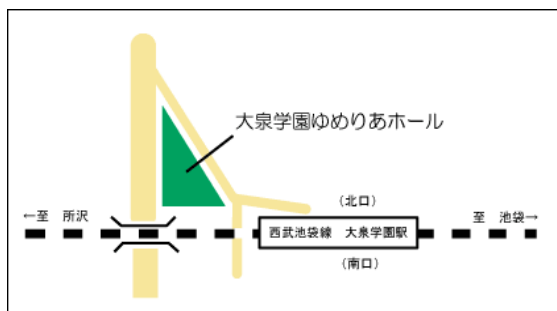 大泉学園ゆめりあホール
(北口)
←至　所沢
至　池袋→
西武池袋線　大泉学園駅
(南口)